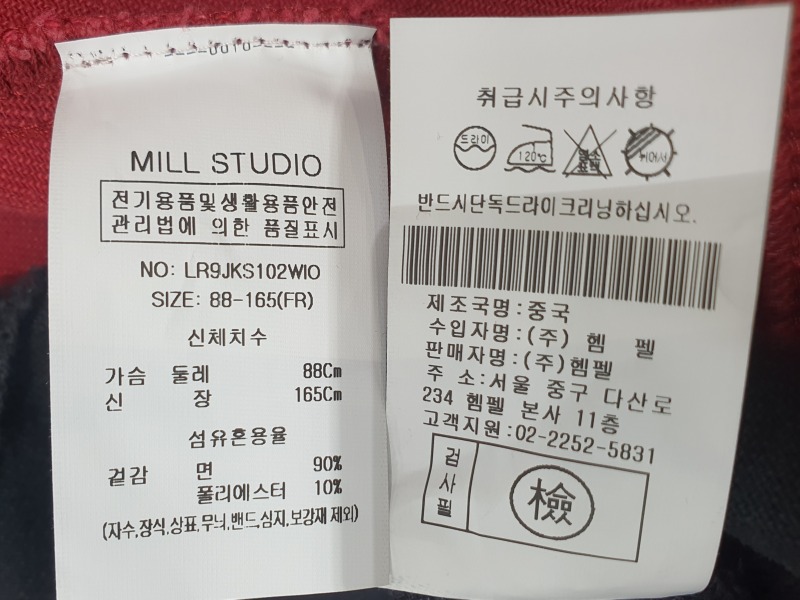 MILL STUDIO
전기용품및생활용품안전
관리법에 의한 품질표시
NO: LR9JKS102WIO
SIZE: 88-165(FR)
신체치수
가슴 둘레 88Cm
신 장 165Cm
섬유혼용율
겉감 면 90%
폴리에스터 10%
(자수,장식,상표,무늬,밴드,심지,보강재 제외)
취급시주의사항
드라이
120℃
염소
표백
뉘어서
반드시단독드라이크리닝하십시오.
제조국명:중국
수입자명:(주) 헴 펠
판매자명:(주)헴펠
주 소:서울 중구 다산로
234 헴펠 본사 11층
고객지원:02-2252-5831
검사필
檢